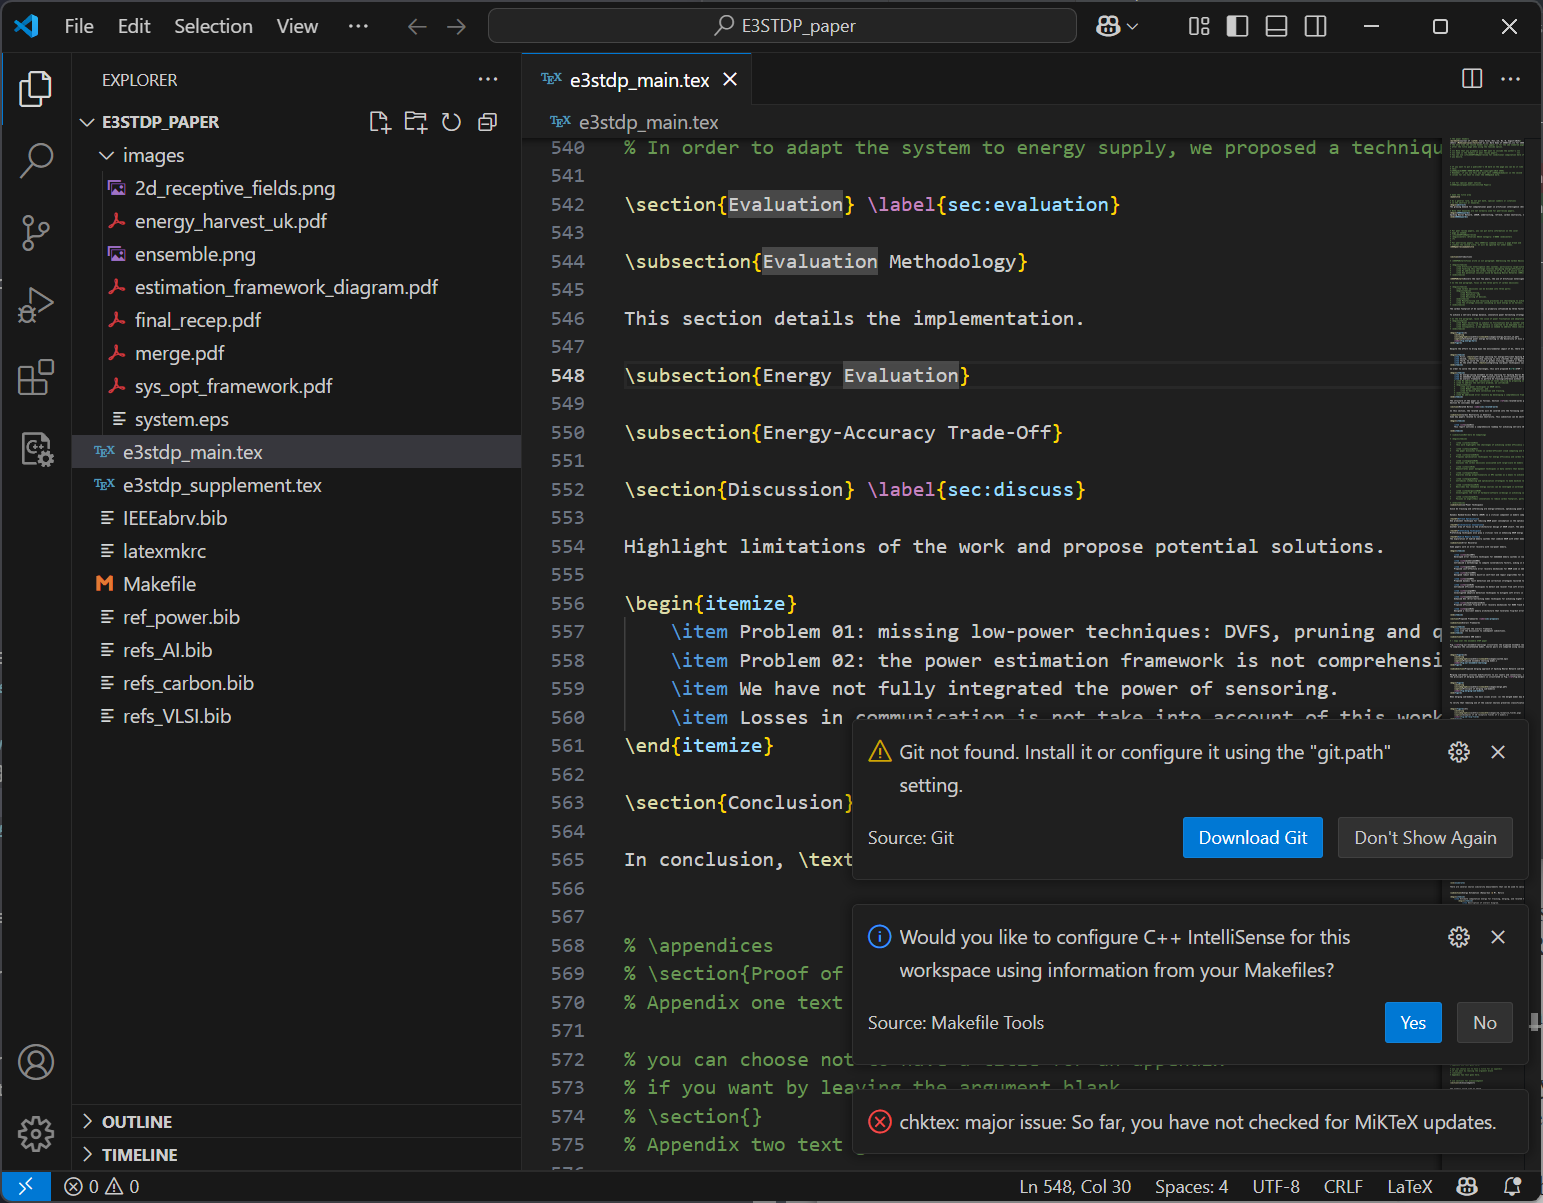 File Edit Selection View ··· E3STDP_paper
EXPLORER
E3STDP_PAPER
images
2d_receptive_fields.png
energy_harvest_uk.pdf
ensemble.png
estimation_framework_diagram.pdf
final_recep.pdf
merge.pdf
sys_opt_framework.pdf
system.eps
TEX e3stdp_main.tex
TEX e3stdp_supplement.tex
IEEEabrv.bib
latexmkrc
Makefile
ref_power.bib
refs_AI.bib
refs_carbon.bib
refs_VLSI.bib
OUTLINE
TIMELINE
TEX e3stdp_main.tex
TEX e3stdp_main.tex
540 % In order to adapt the system to energy supply, we proposed a techniqu
541
542 \section{Evaluation} \label{sec:evaluation}
543
544 \subsection{Evaluation Methodology}
545
546 This section details the implementation.
547
548 \subsection{Energy Evaluation}
549
550 \subsection{Energy-Accuracy Trade-Off}
551
552 \section{Discussion} \label{sec:discuss}
553
554 Highlight limitations of the work and propose potential solutions.
555
556 \begin{itemize}
557 \item Problem 01: missing low-power techniques: DVFS, pruning and q
558 \item Problem 02: the power estimation framework is not comprehensi
559 \item We have not fully integrated the power of sensoring.
560 \item Losses in communication is not take into account of this work
561 \end{itemize}
562
563 \section{Conclusion}
564
565 In conclusion, \text
566
567
568 % \appendices
569 % \section{Proof of
570 % Appendix one text
571
572 % you can choose not to have a title for an appendix
573 % if you want by leaving the argument blank
574 % \section{}
575 % Appendix two text
Git not found. Install it or configure it using the "git.path"
setting.
Source: Git Download Git Don't Show Again
Would you like to configure C++ IntelliSense for this
workspace using information from your Makefiles?
Source: Makefile Tools Yes No
chktex: major issue: So far, you have not checked for MiKTeX updates.
0 0 Ln 548, Col 30 Spaces: 4 UTF-8 CRLF LaTeX